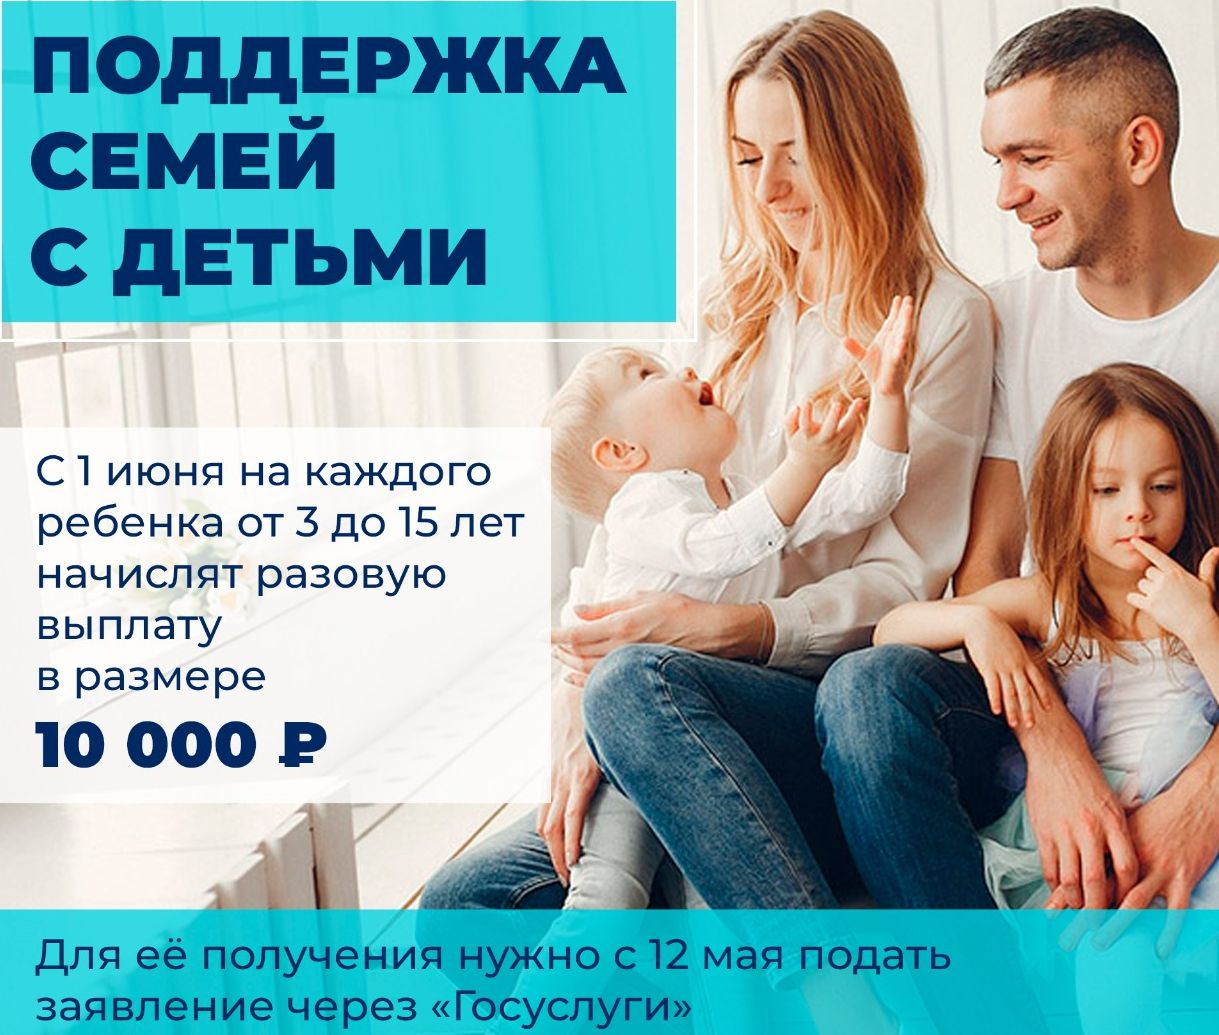 ПОДДЕРЖКА
СЕМЕЙ
С ДЕТЬМИ
С 1 июня на каждого
ребенка от 3 до 15 лет
начислят разовую
выплату
в размере
10 000 ₽
Для её получения нужно с 12 мая подать
заявление через «Госуслуги»